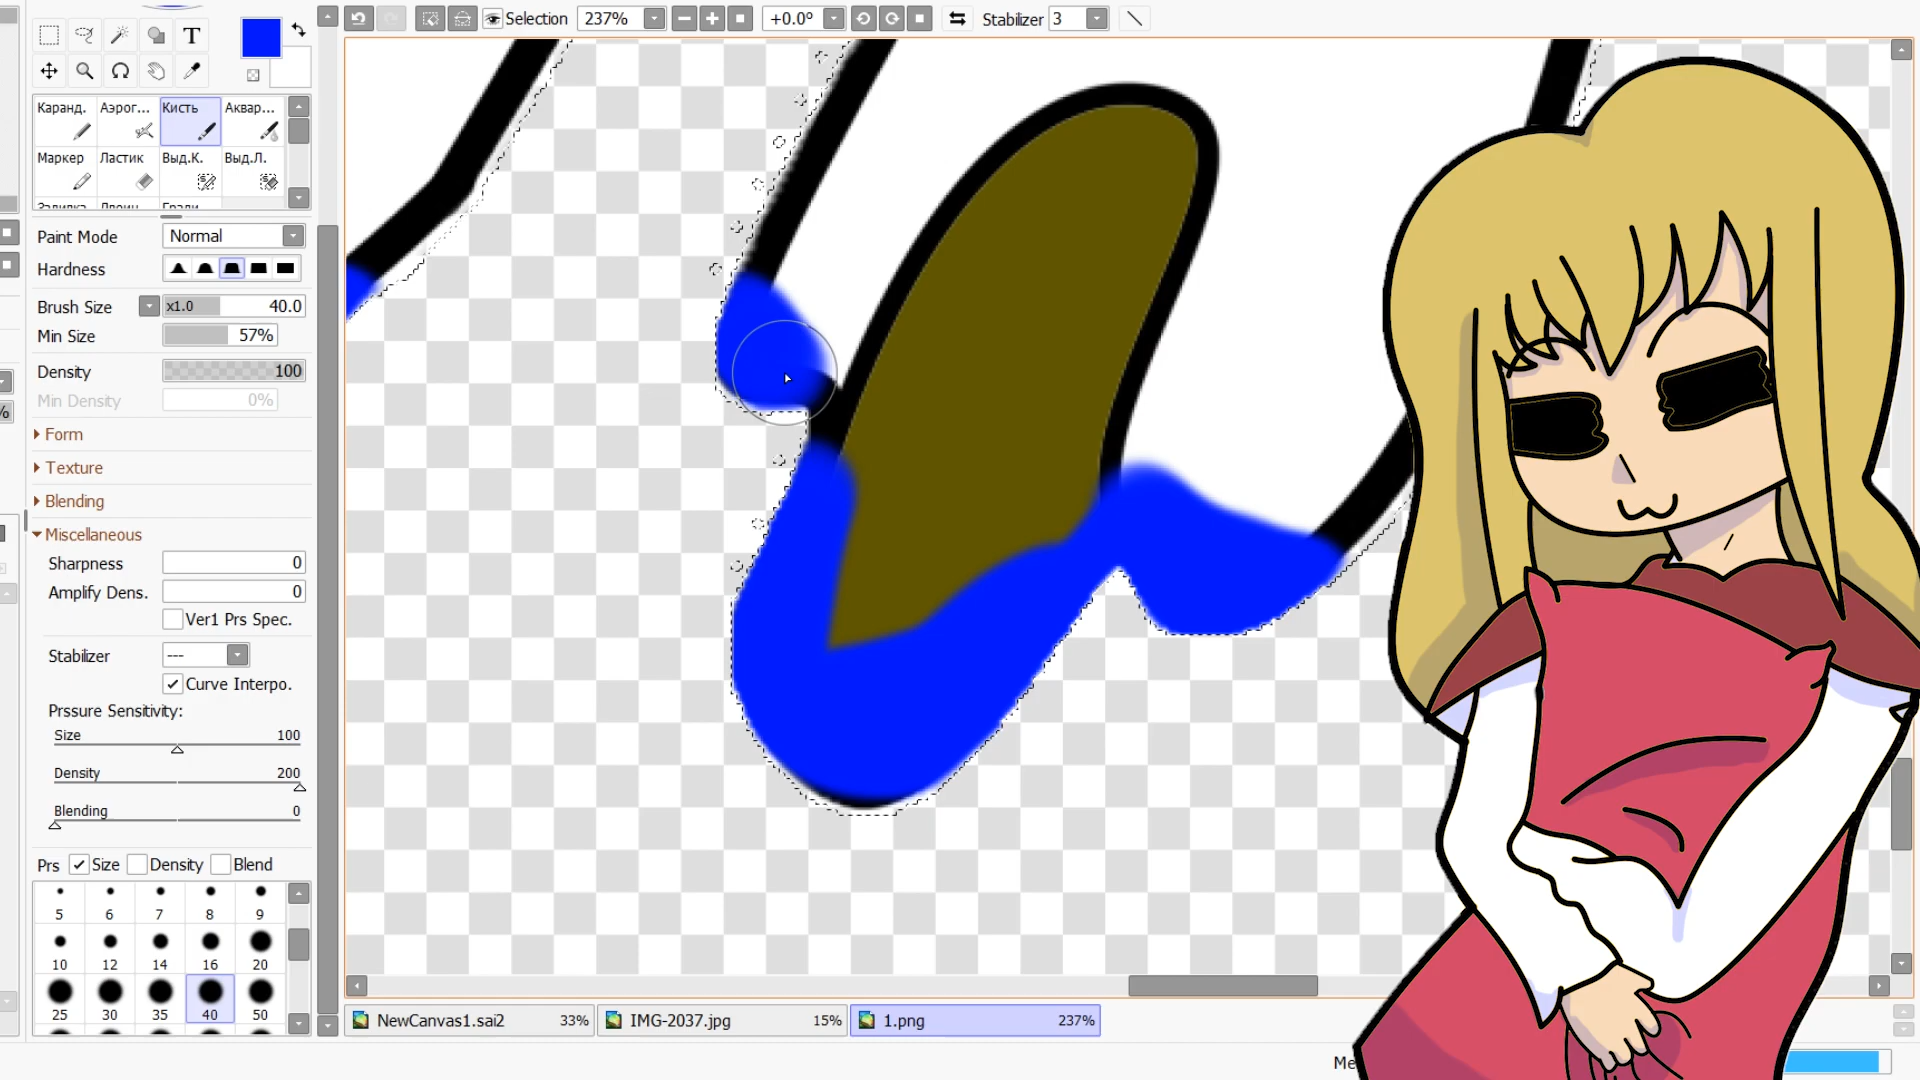 Selection 237% +0.0° Stabilizer 3
T
Каранд. Аэрог... Кисть Аквар...
Маркер Ластик Выд.К. Выд.Л.
Paint Mode Normal
Hardness
Brush Size x1.0 40.0
Min Size 57%
Density 100
Min Density 0%
Form
Texture
Blending
Miscellaneous
Sharpness 0
Amplify Dens. 0
Ver1 Prs Spec.
Stabilizer ---
Curve Interpo.
Prssure Sensitivity:
Size 100
Density 200
Blending 0
Prs Size Density Blend
5 6 7 8 9
10 12 14 16 20
25 30 35 40 50
NewCanvas1.sai2 33% IMG-2037.jpg 15% 1.png 237%
%